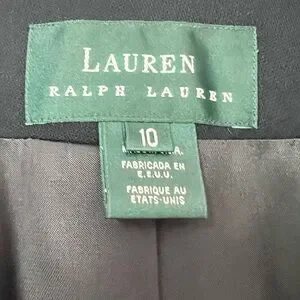 LAUREN
RALPH LAUREN
10
FABRICADA EN
E.E.U.U.
FABRIQUE AU
ETATS-UNIS